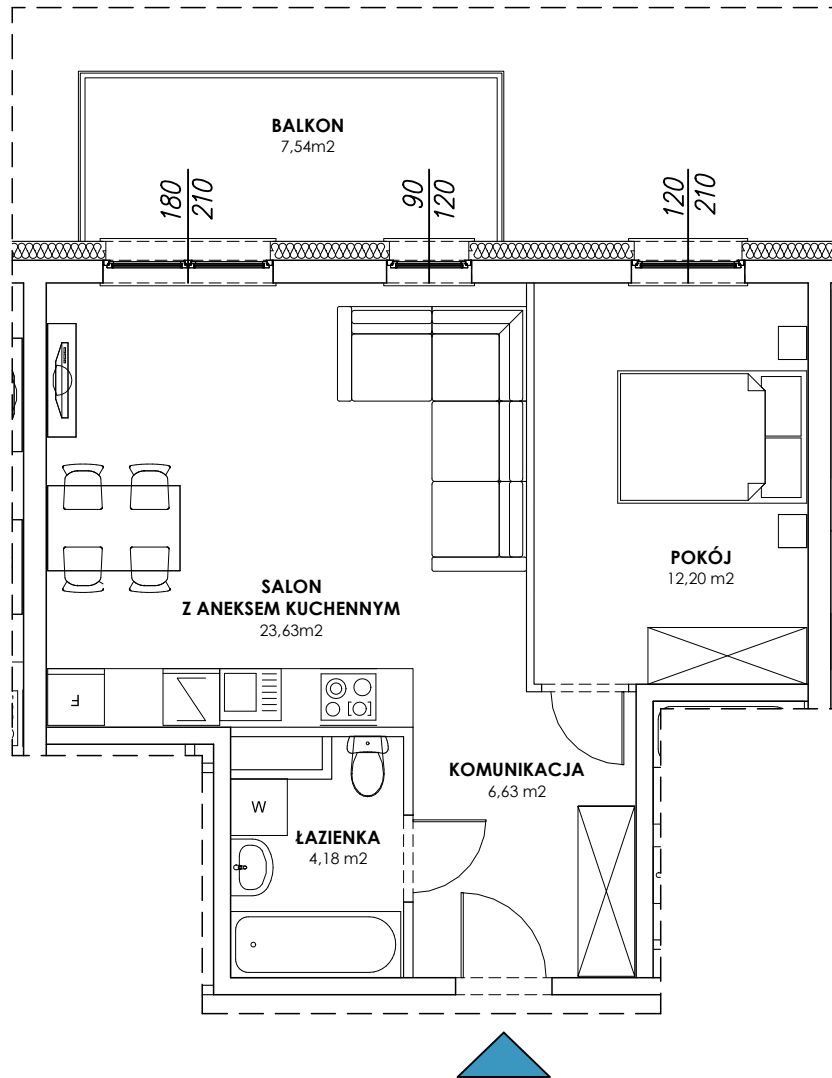 BALKON
7,54m2
180
210
90
120
120
210
POKÓJ
12,20 m2
SALON
Z ANEKSEM KUCHENNYM
23,63m2
F
KOMUNIKACJA
6,63 m2
W
ŁAZIENKA
4,18 m2